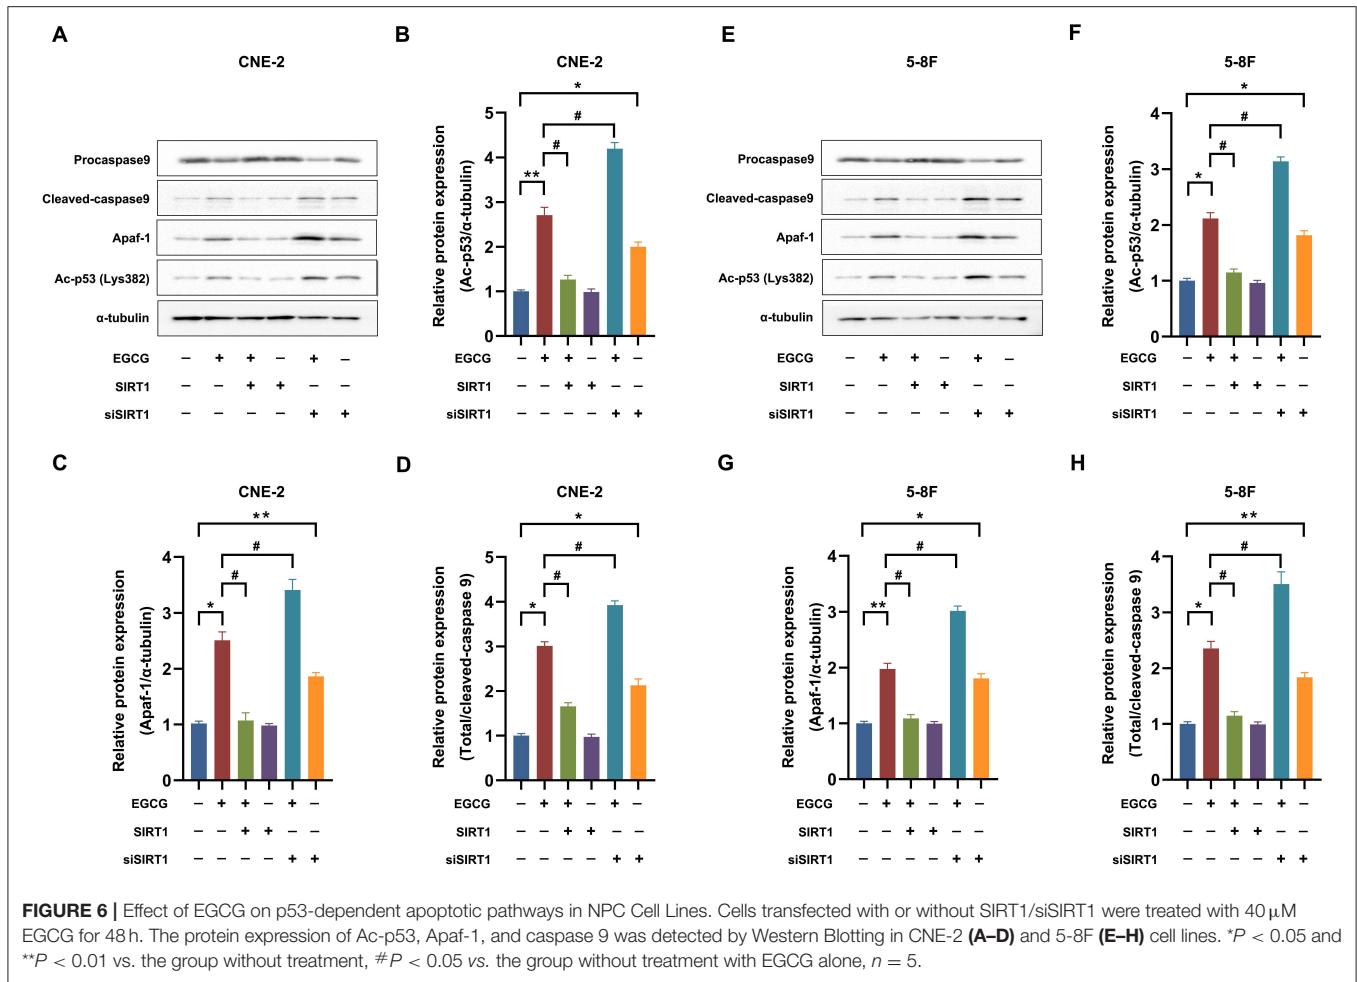 A
CNE-2
Procaspase9
Cleaved-caspase9
Apaf-1
Ac-p53 (Lys382)
α-tubulin
EGCG – + + – + –
SIRT1 – – + + – –
siSIRT1 – – – – + +
B
CNE-2
Relative protein expression
(Ac-p53/α-tubulin)
5
4
3
2
1
0
**
#
#
*
EGCG – + + – + –
SIRT1 – – + + – –
siSIRT1 – – – – + +
E
5-8F
Procaspase9
Cleaved-caspase9
Apaf-1
Ac-p53 (Lys382)
α-tubulin
EGCG – + + – + –
SIRT1 – – + + – –
siSIRT1 – – – – + +
F
5-8F
Relative protein expression
(Ac-p53/α-tubulin)
4
3
2
1
0
*
#
#
*
EGCG – + + – + –
SIRT1 – – + + – –
siSIRT1 – – – – + +
C
CNE-2
Relative protein expression
(Apaf-1/α-tubulin)
4
3
2
1
0
*
#
#
**
EGCG – + + – + –
SIRT1 – – + + – –
siSIRT1 – – – – + +
D
CNE-2
Relative protein expression
(Total/cleaved-caspase 9)
5
4
3
2
1
0
*
#
#
*
EGCG – + + – + –
SIRT1 – – + + – –
siSIRT1 – – – – + +
G
5-8F
Relative protein expression
(Apaf-1/α-tubulin)
4
3
2
1
0
**
#
#
*
EGCG – + + – + –
SIRT1 – – + + – –
siSIRT1 – – – – + +
H
5-8F
Relative protein expression
(Total/cleaved-caspase 9)
4
3
2
1
0
*
#
#
**
EGCG – + + – + –
SIRT1 – – + + – –
siSIRT1 – – – – + +
FIGURE 6 | Effect of EGCG on p53-dependent apoptotic pathways in NPC Cell Lines. Cells transfected with or without SIRT1/siSIRT1 were treated with 40 μM
EGCG for 48 h. The protein expression of Ac-p53, Apaf-1, and caspase 9 was detected by Western Blotting in CNE-2 (A–D) and 5-8F (E–H) cell lines. *P < 0.05 and
**P < 0.01 vs. the group without treatment, #P < 0.05 vs. the group without treatment with EGCG alone, n = 5.